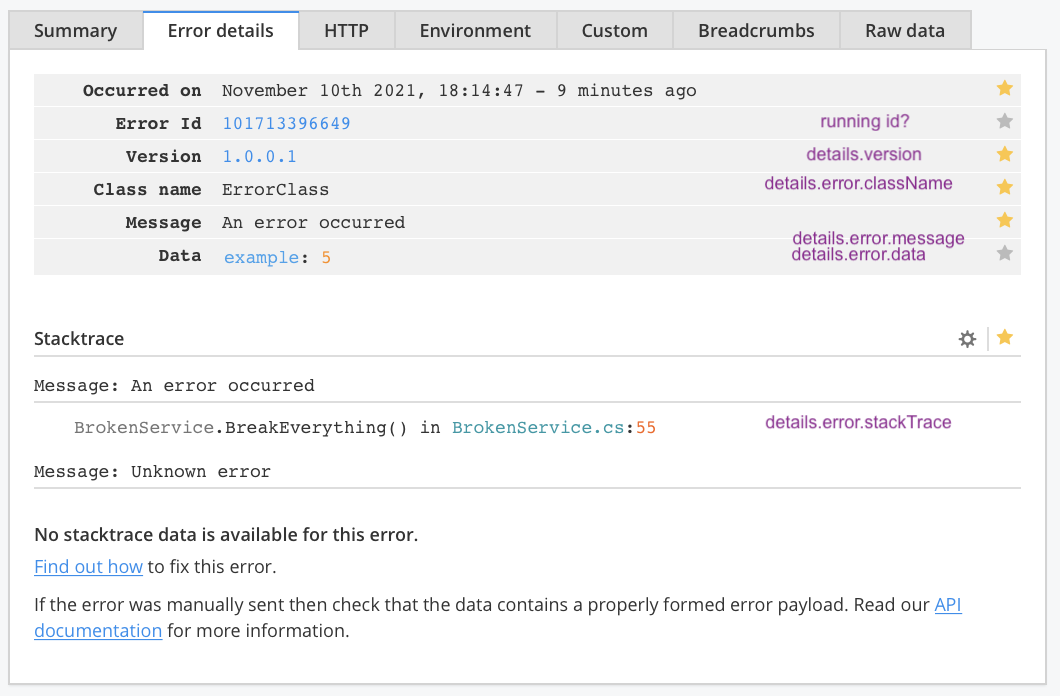 Summary Error details HTTP Environment Custom Breadcrumbs Raw data
Occurred on November 10th 2021, 18:14:47 - 9 minutes ago
Error Id 101713396649 running id?
Version 1.0.0.1 details.version
Class name ErrorClass details.error.className
Message An error occurred details.error.message
Data example: 5 details.error.data
Stacktrace
Message: An error occurred
BrokenService.BreakEverything() in BrokenService.cs:55 details.error.stackTrace
Message: Unknown error
No stacktrace data is available for this error.
Find out how to fix this error.
If the error was manually sent then check that the data contains a properly formed error payload. Read our API
documentation for more information.